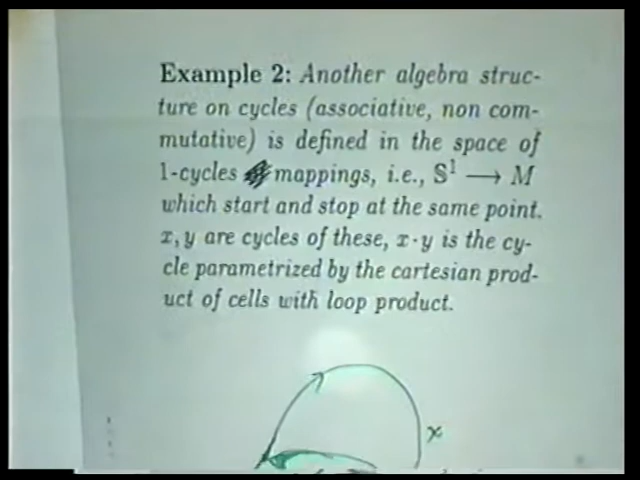 Example 2: Another algebra struc-
ture on cycles (associative, non com-
mutative) is defined in the space of
1-cycles mappings, i.e., 𝕊¹ ⟶ M
which start and stop at the same point.
x, y are cycles of these, x · y is the cy-
cle parametrized by the cartesian prod-
uct of cells with loop product.
x